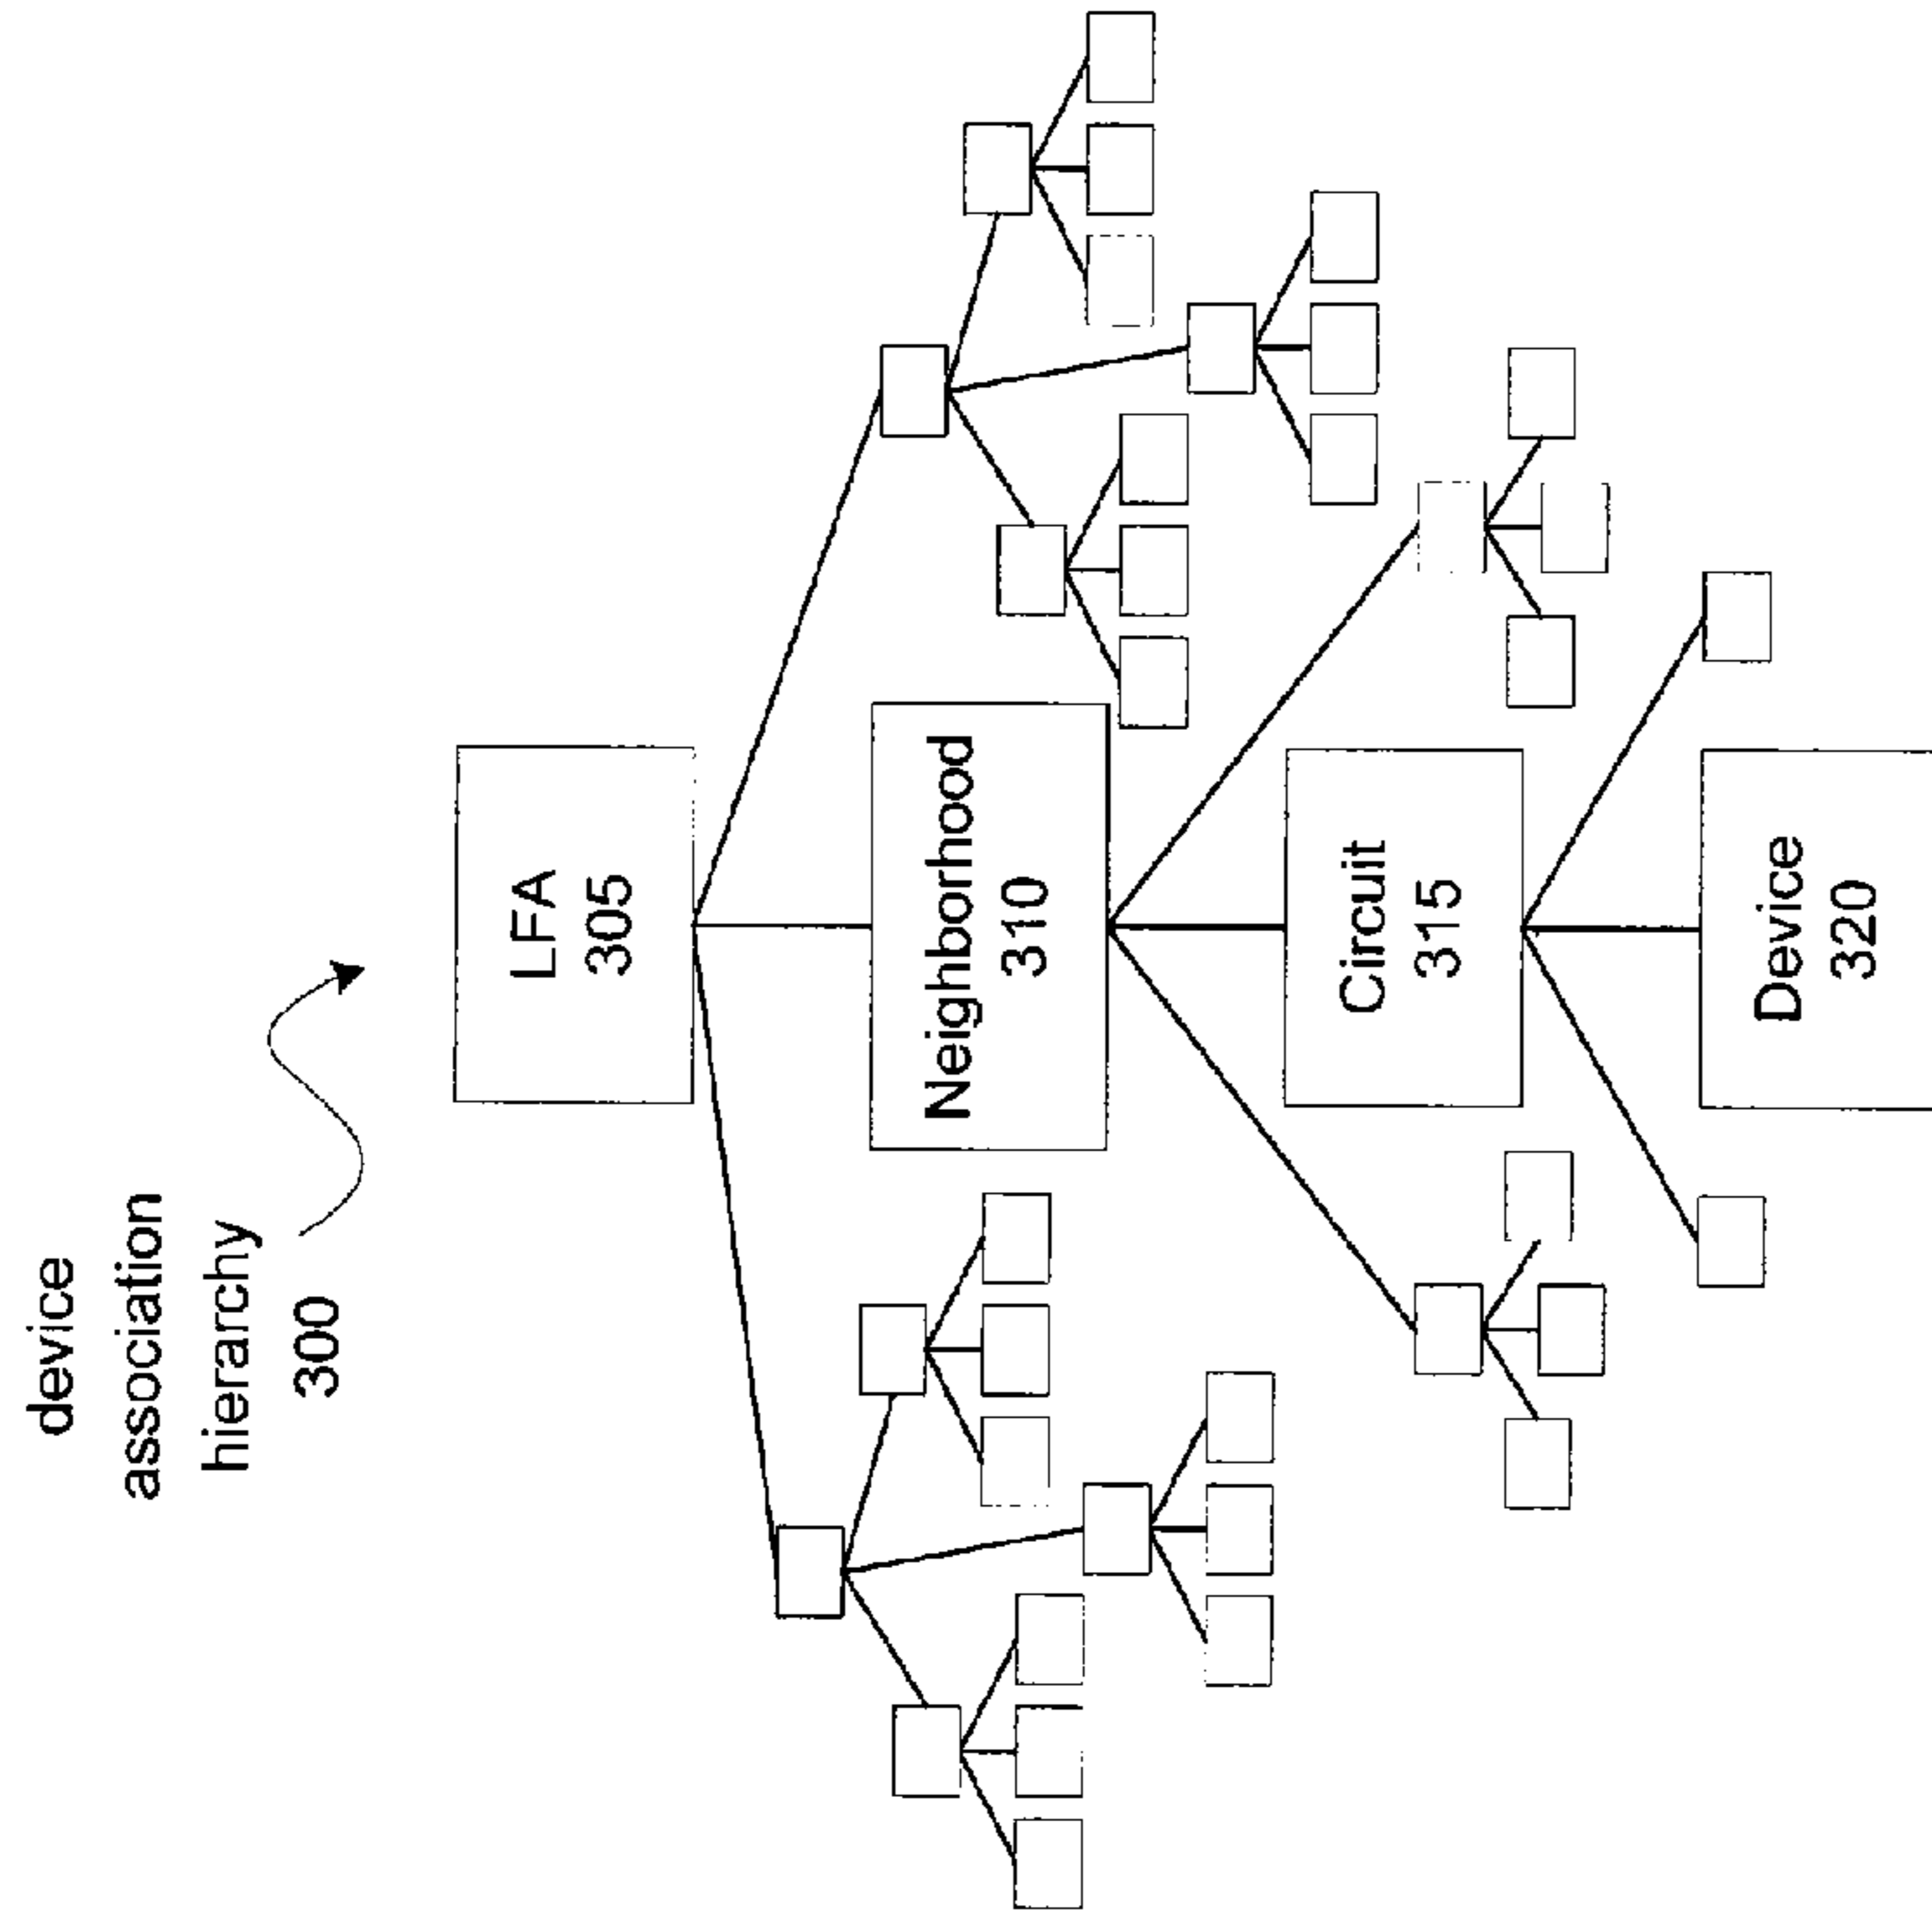 device
association
hierarchy
300
LFA
305
Neighborhood
310
Circuit
315
Device
320